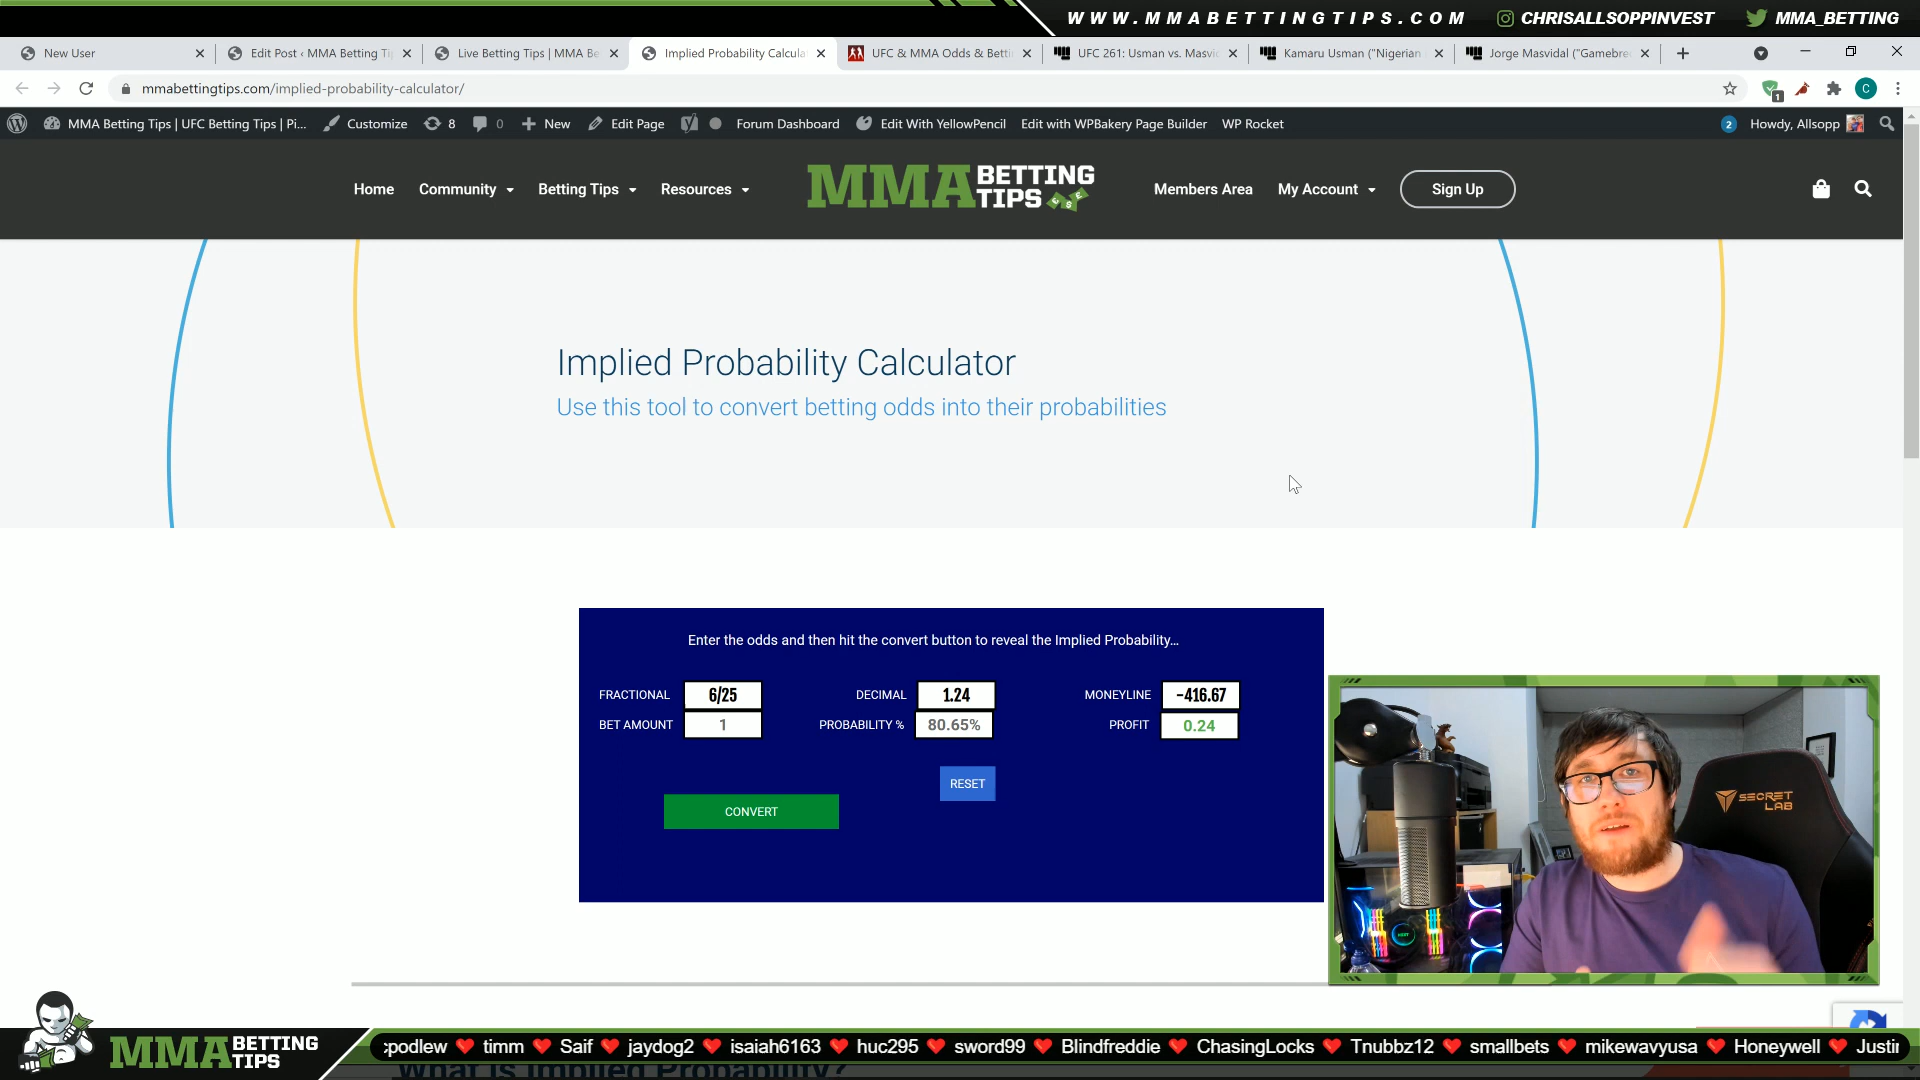 WWW.MMABETTINGTIPS.COM CHRISALLSOPPINVEST MMA_BETTING
New User Edit Post ‹ MMA Betting Ti Live Betting Tips | MMA Be Implied Probability Calcula UFC & MMA Odds & Betti UFC 261: Usman vs. Masvi Kamaru Usman ("Nigerian Jorge Masvidal ("Gamebre
mmabettingtips.com/implied-probability-calculator/ 1 C
MMA Betting Tips | UFC Betting Tips | Pi... Customize 8 0 New Edit Page Forum Dashboard Edit With YellowPencil Edit with WPBakery Page Builder WP Rocket 2 Howdy, Allsopp
Home Community Betting Tips Resources MMA BETTING TIPS Members Area My Account Sign Up
Implied Probability Calculator
Use this tool to convert betting odds into their probabilities
Enter the odds and then hit the convert button to reveal the Implied Probability...
FRACTIONAL 6/25 DECIMAL 1.24 MONEYLINE -416.67
BET AMOUNT 1 PROBABILITY % 80.65% PROFIT 0.24
RESET
CONVERT
SECRET LAB
MMA BETTING TIPS
cpodlew timm Saif jaydog2 isaiah6163 huc295 sword99 Blindfreddie ChasingLocks Tnubbz12 smallbets mikewavyusa Honeywell Justi
What is Implied Probability?